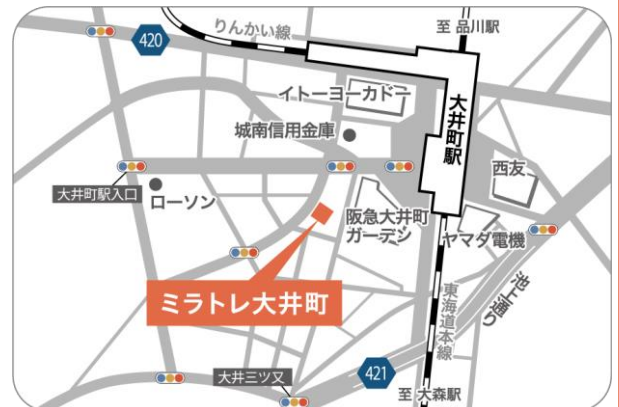 420
りんかい線
至 品川駅
イトーヨーカドー
大井町駅
城南信用金庫
西友
大井町駅入口
ローソン
阪急大井町
ガーデン
ヤマダ電機
ミラトレ大井町
東海道本線
池上通り
大井三ツ又
421
至 大森駅